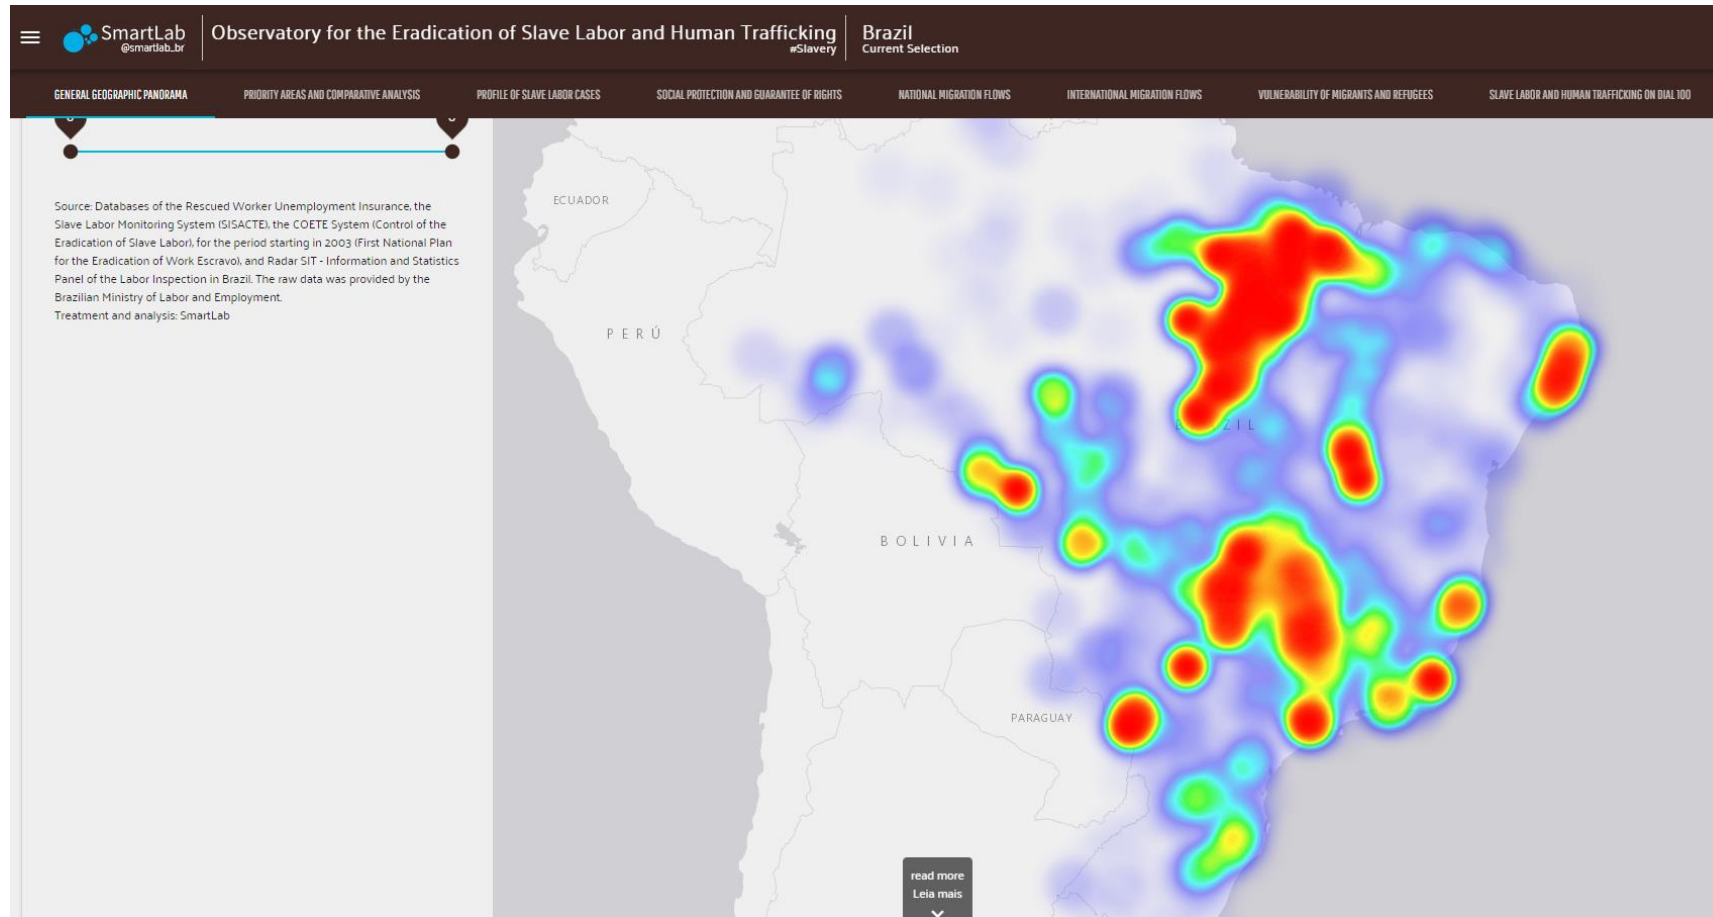 SmartLab
@smartlab_br
Observatory for the Eradication of Slave Labor and Human Trafficking
#Slavery
Brazil
Current Selection
GENERAL GEOGRAPHIC PANORAMA
PRIORITY AREAS AND COMPARATIVE ANALYSIS
PROFILE OF SLAVE LABOR CASES
SOCIAL PROTECTION AND GUARANTEE OF RIGHTS
NATIONAL MIGRATION FLOWS
INTERNATIONAL MIGRATION FLOWS
VULNERABILITY OF MIGRANTS AND REFUGEES
SLAVE LABOR AND HUMAN TRAFFICKING ON DIAL 100
Source: Databases of the Rescued Worker Unemployment Insurance, the
Slave Labor Monitoring System (SISACTE), the COETE System (Control of the
Eradication of Slave Labor), for the period starting in 2003 (First National Plan
for the Eradication of Work Escravo), and Radar SIT - Information and Statistics
Panel of the Labor Inspection in Brazil. The raw data was provided by the
Brazilian Ministry of Labor and Employment.
Treatment and analysis: SmartLab
ECUADOR
PERÚ
BRAZIL
BOLIVIA
PARAGUAY
read more
Leia mais